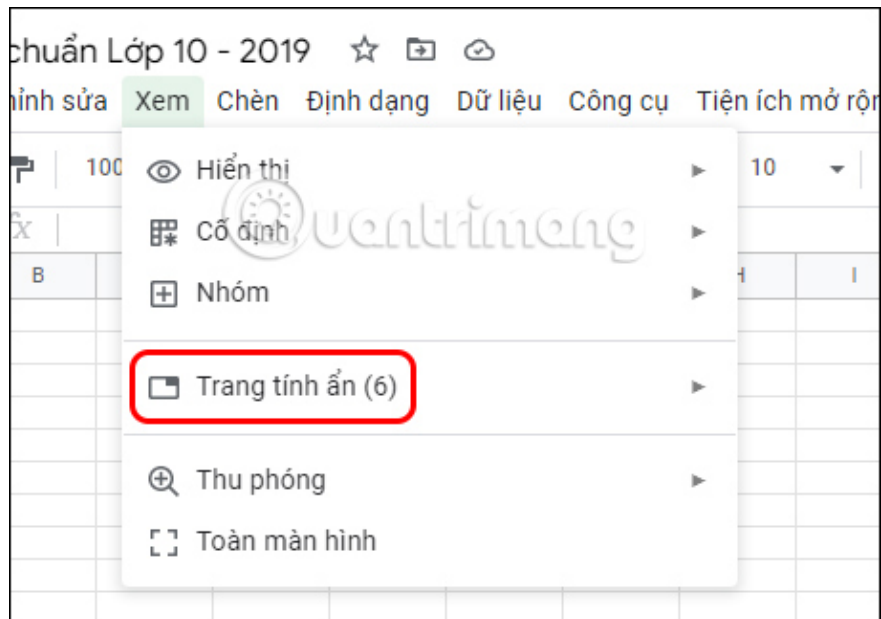 chuẩn Lớp 10 - 2019
hỉnh sửa Xem Chèn Định dạng Dữ liệu Công cụ Tiện ích mở rộn
100 Hiển thị 10
Quantrimang
fx Cố định
B H I
Nhóm
Trang tính ẩn (6)
Thu phóng
Toàn màn hình